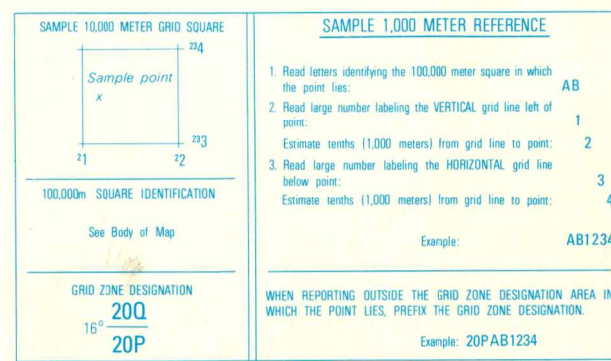 SAMPLE 10,000 METER GRID SQUARE
234
Sample point
x
233
21
22
100,000m SQUARE IDENTIFICATION
See Body of Map
GRID ZONE DESIGNATION
16° 20Q
20P
SAMPLE 1,000 METER REFERENCE
1. Read letters identifying the 100,000 meter square in which
the point lies: AB
2. Read large number labeling the VERTICAL grid line left of
point: 1
Estimate tenths (1,000 meters) from grid line to point: 2
3. Read large number labeling the HORIZONTAL grid line
below point: 3
Estimate tenths (1,000 meters) from grid line to point: 4
Example: AB1234
WHEN REPORTING OUTSIDE THE GRID ZONE DESIGNATION AREA IN
WHICH THE POINT LIES, PREFIX THE GRID ZONE DESIGNATION.
Example: 20PAB1234